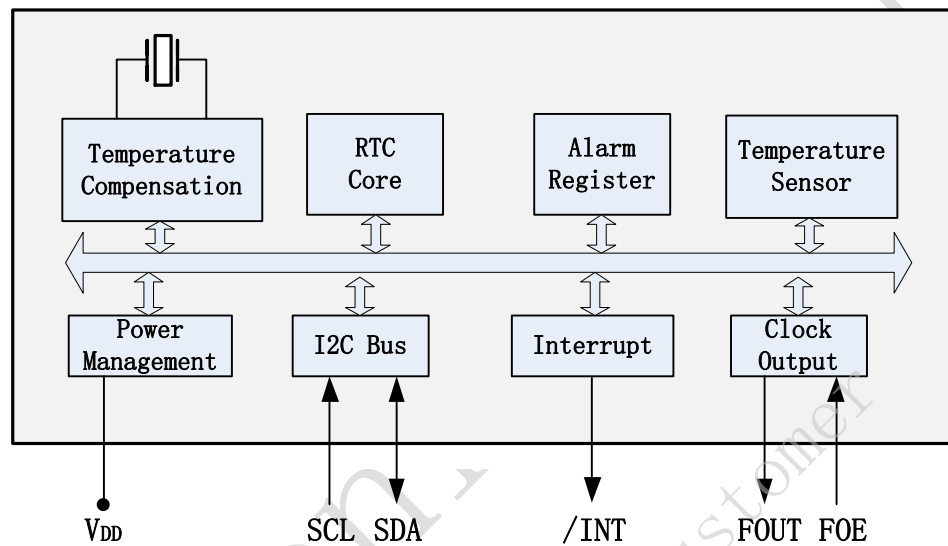 Temperature
Compensation
RTC
Core
Alarm
Register
Temperature
Sensor
Power
Management
I2C Bus
Interrupt
Clock
Output
VDD
SCL SDA
/INT
FOUT FOE